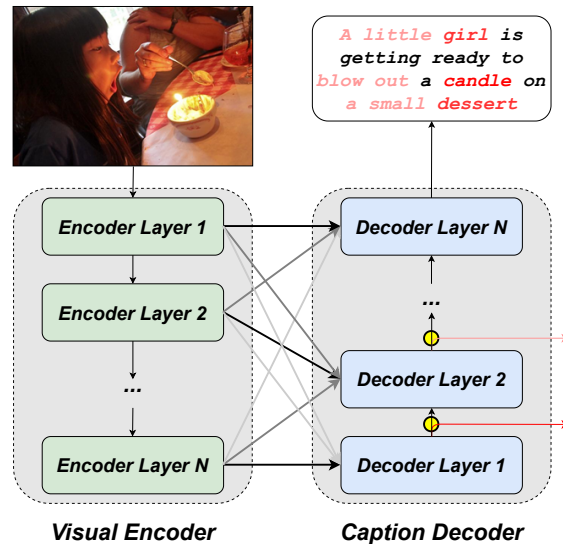 A little girl is
getting ready to
blow out a candle on
a small dessert
Encoder Layer 1
Encoder Layer 2
...
Encoder Layer N
Visual Encoder
Decoder Layer N
...
Decoder Layer 2
Decoder Layer 1
Caption Decoder